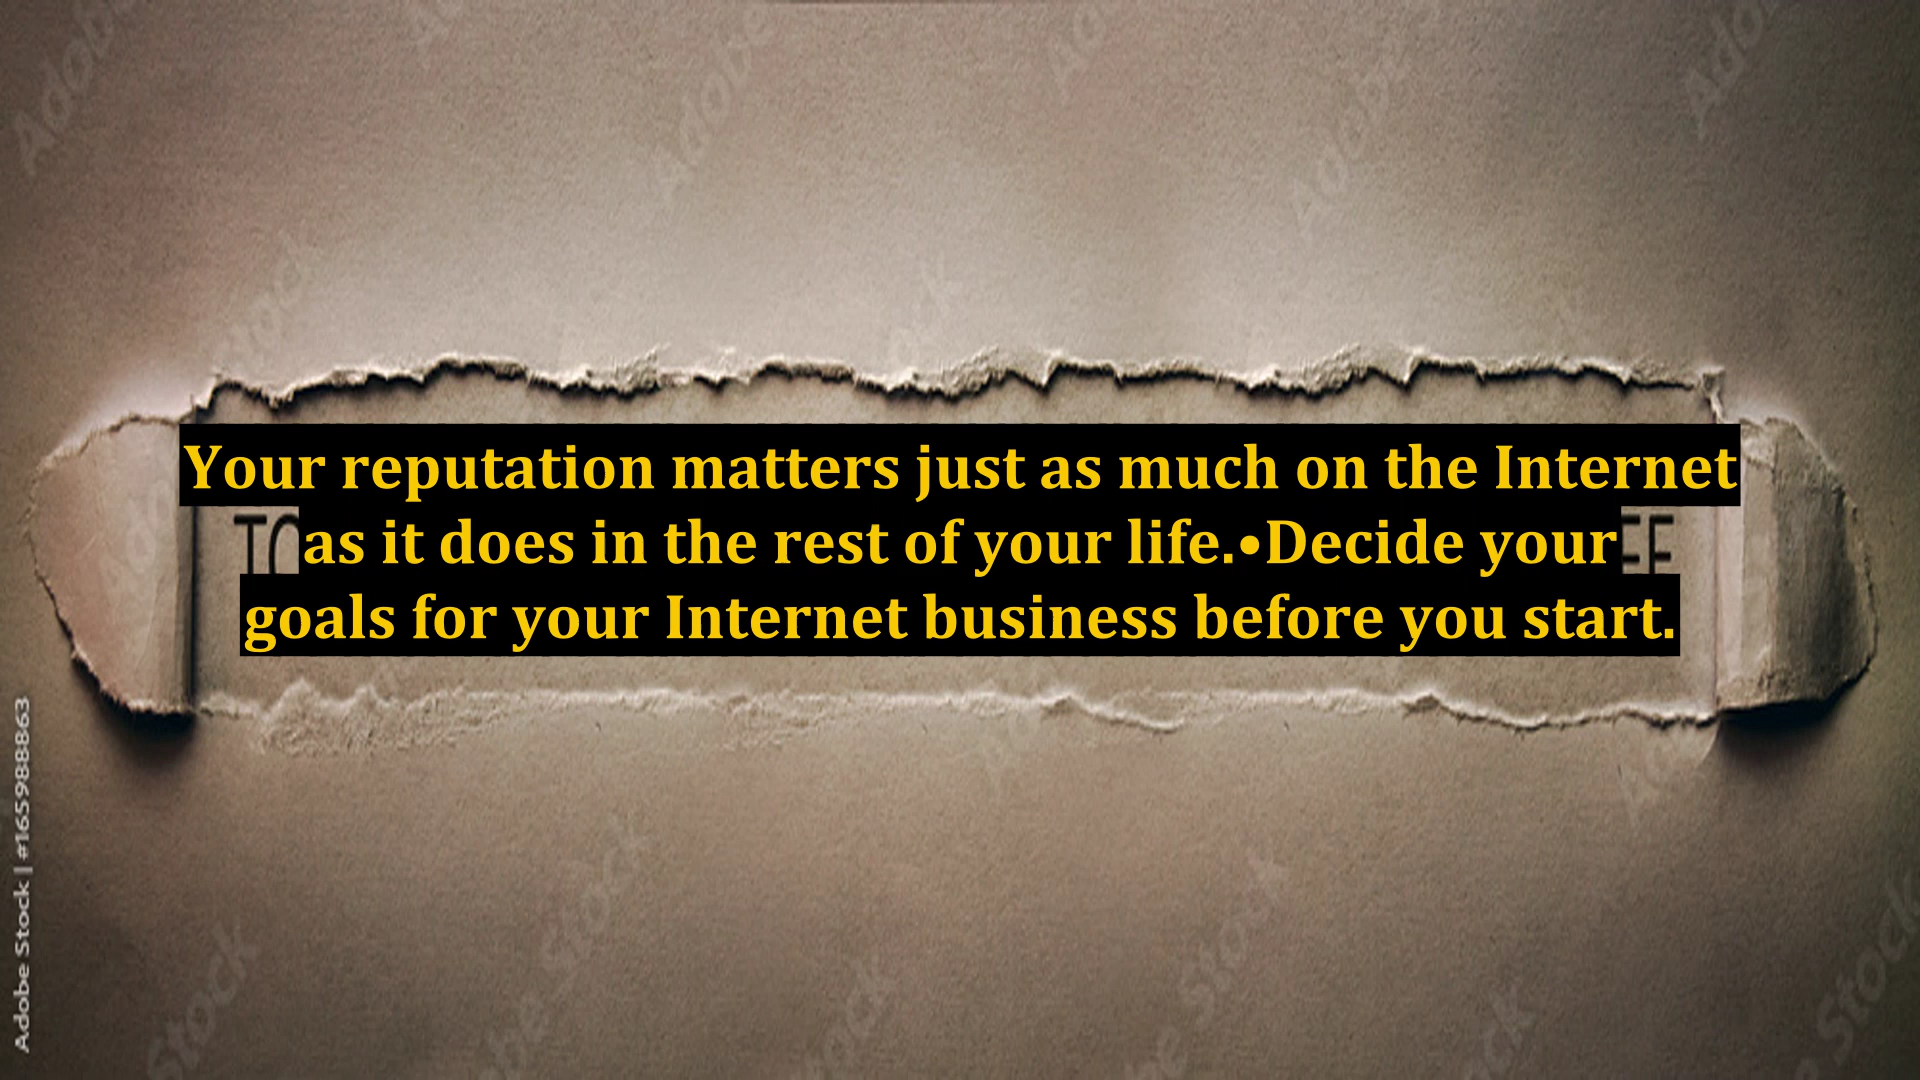 Your reputation matters just as much on the Internet
as it does in the rest of your life.•Decide your
goals for your Internet business before you start.
Adobe Stock | #1659888863